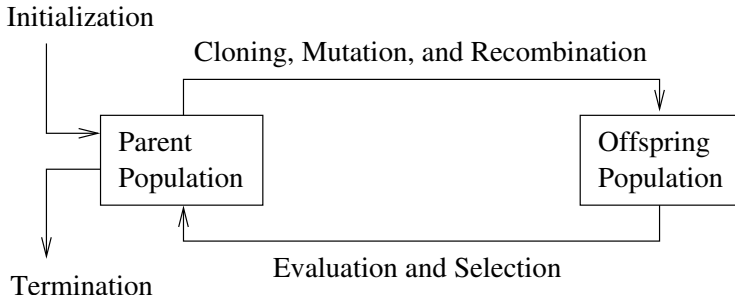 Initialization
Cloning, Mutation, and Recombination
Parent
Population
Offspring
Population
Evaluation and Selection
Termination